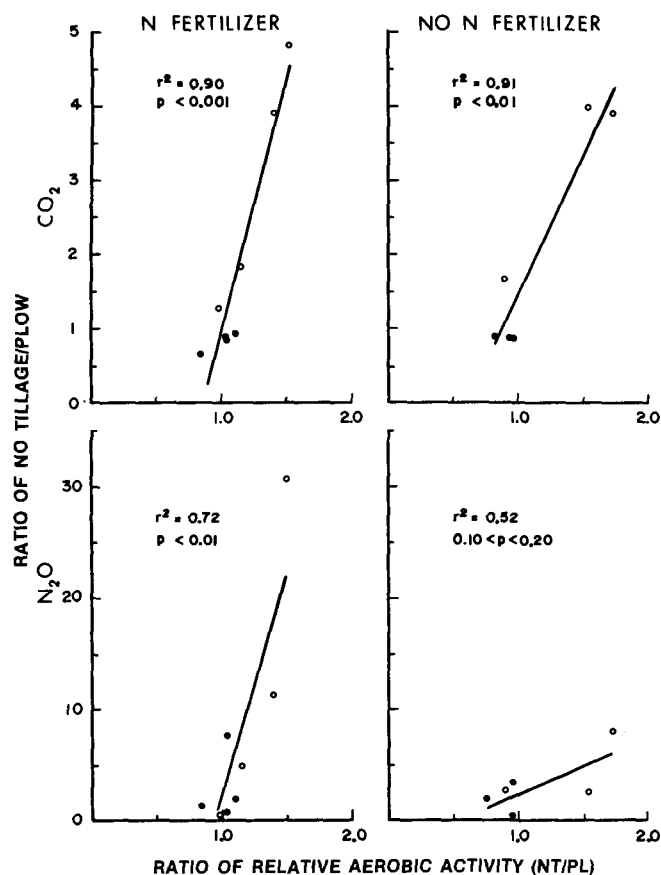 N FERTILIZER
NO N FERTILIZER
5
4
3
2
1
0
CO₂
r² = 0.90
p < 0.001
1.0
2.0
r² = 0.91
p < 0.01
1.0
2.0
RATIO OF NO TILLAGE/PLOW
30
20
10
0
N₂O
r² = 0.72
p < 0.01
1.0
2.0
r² = 0.52
0.10 < p < 0.20
1.0
2.0
RATIO OF RELATIVE AEROBIC ACTIVITY (NT/PL)